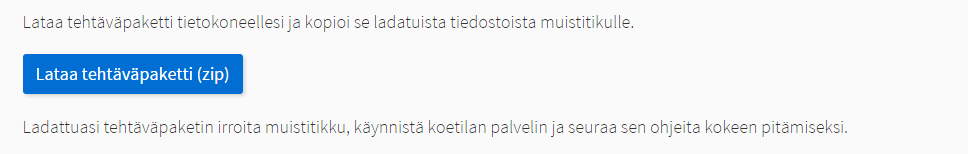 Lataa tehtäväpaketti tietokoneellesi ja kopioi se ladatuista tiedostoista muistitikulle.
Lataa tehtäväpaketti (zip)
Ladattuasi tehtäväpaketin irroita muistitikku, käynnistä koetilan palvelin ja seuraa sen ohjeita kokeen pitämiseksi.